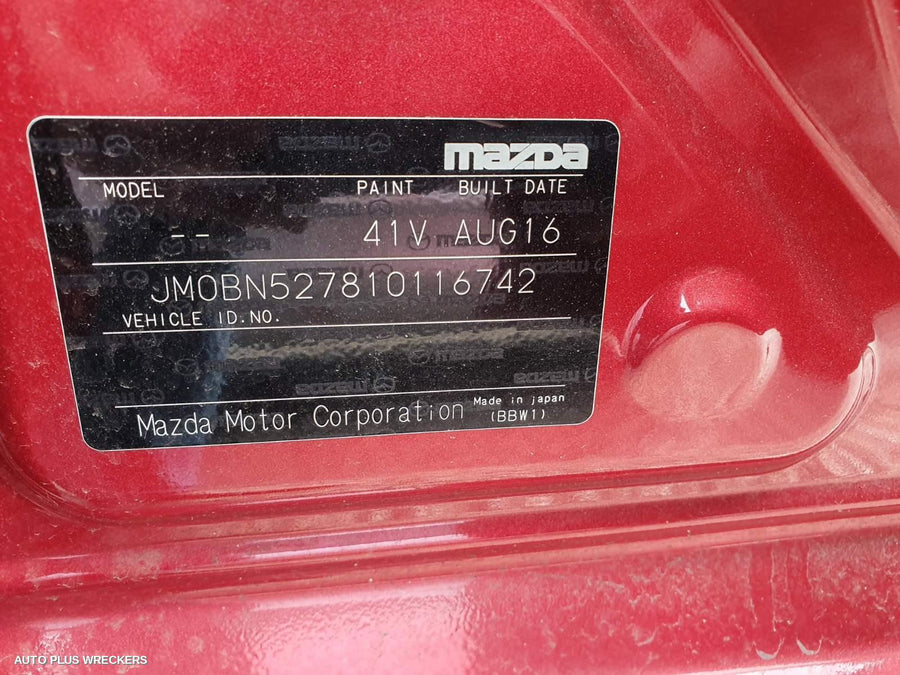 mazda
MODEL PAINT BUILT DATE
-- 41V AUG16
JM0BN527810116742
VEHICLE ID.NO.
Mazda Motor Corporation Made in japan
(BBW1)
AUTO PLUS WRECKERS